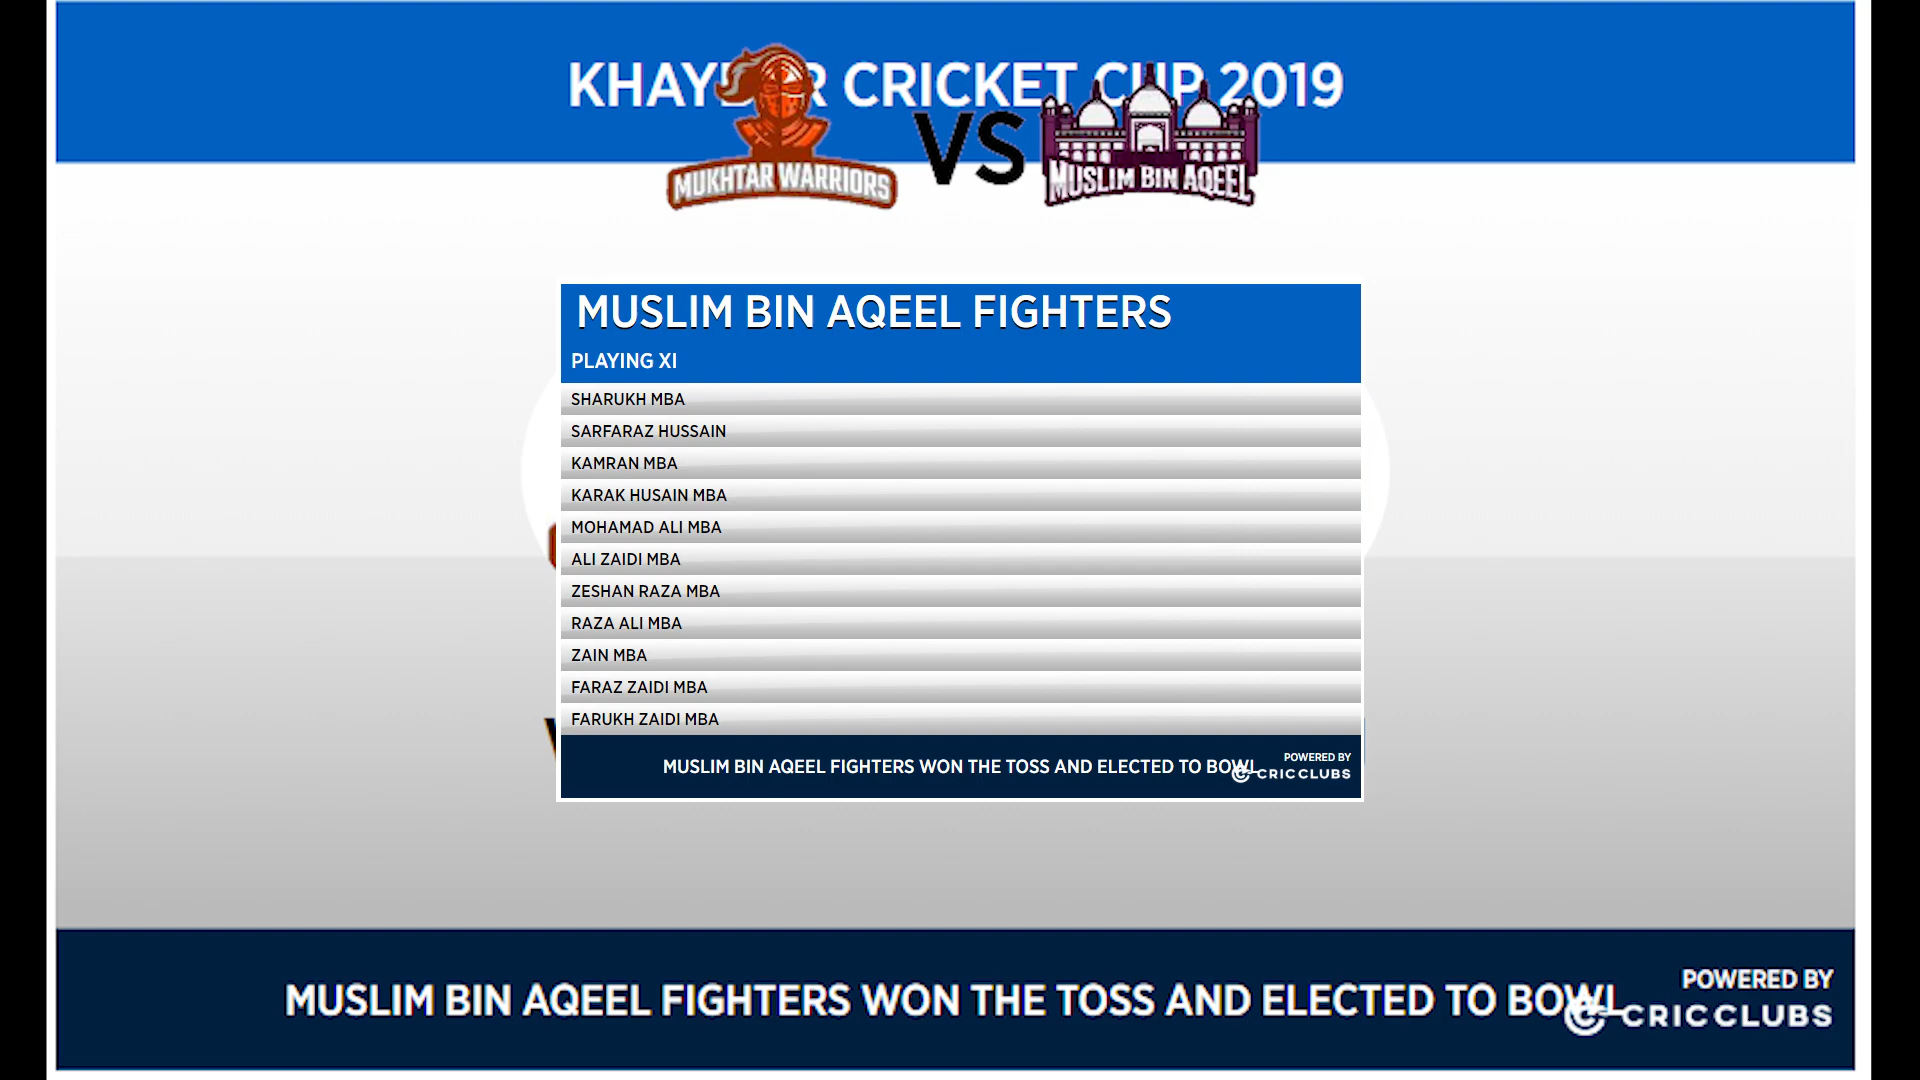 KHAYBAR CRICKET CUP 2019
MUKHTAR WARRIORS
VS
MUSLIM BIN AQEEL
MUSLIM BIN AQEEL FIGHTERS
PLAYING XI
SHARUKH MBA
SARFARAZ HUSSAIN
KAMRAN MBA
KARAK HUSAIN MBA
MOHAMAD ALI MBA
ALI ZAIDI MBA
ZESHAN RAZA MBA
RAZA ALI MBA
ZAIN MBA
FARAZ ZAIDI MBA
FARUKH ZAIDI MBA
MUSLIM BIN AQEEL FIGHTERS WON THE TOSS AND ELECTED TO BOWL
POWERED BY
CRICCLUBS
MUSLIM BIN AQEEL FIGHTERS WON THE TOSS AND ELECTED TO BOWL
POWERED BY
CRICCLUBS